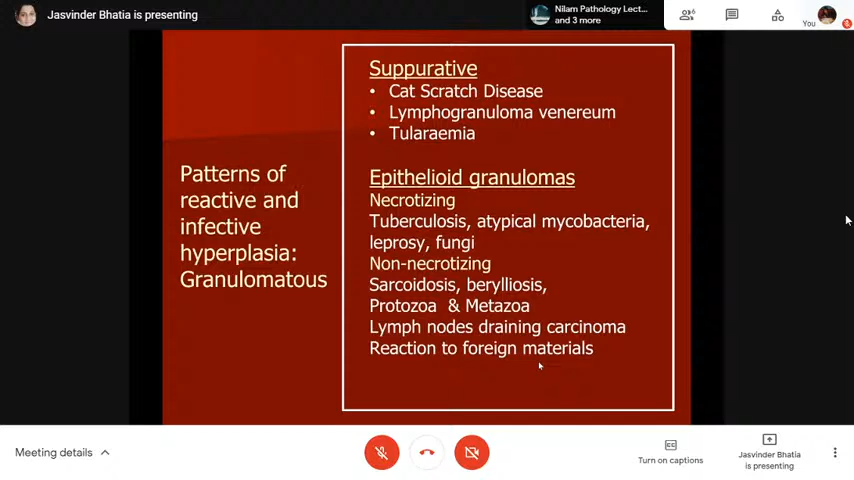 Jasvinder Bhatia is presenting
Nilam Pathology Lect...
and 3 more
6
You
Suppurative
• Cat Scratch Disease
• Lymphogranuloma venereum
• Tularaemia
Patterns of
reactive and
infective
hyperplasia:
Granulomatous
Epithelioid granulomas
Necrotizing
Tuberculosis, atypical mycobacteria,
leprosy, fungi
Non-necrotizing
Sarcoidosis, berylliosis,
Protozoa & Metazoa
Lymph nodes draining carcinoma
Reaction to foreign materials
Meeting details
CC
Turn on captions
Jasvinder Bhatia
is presenting